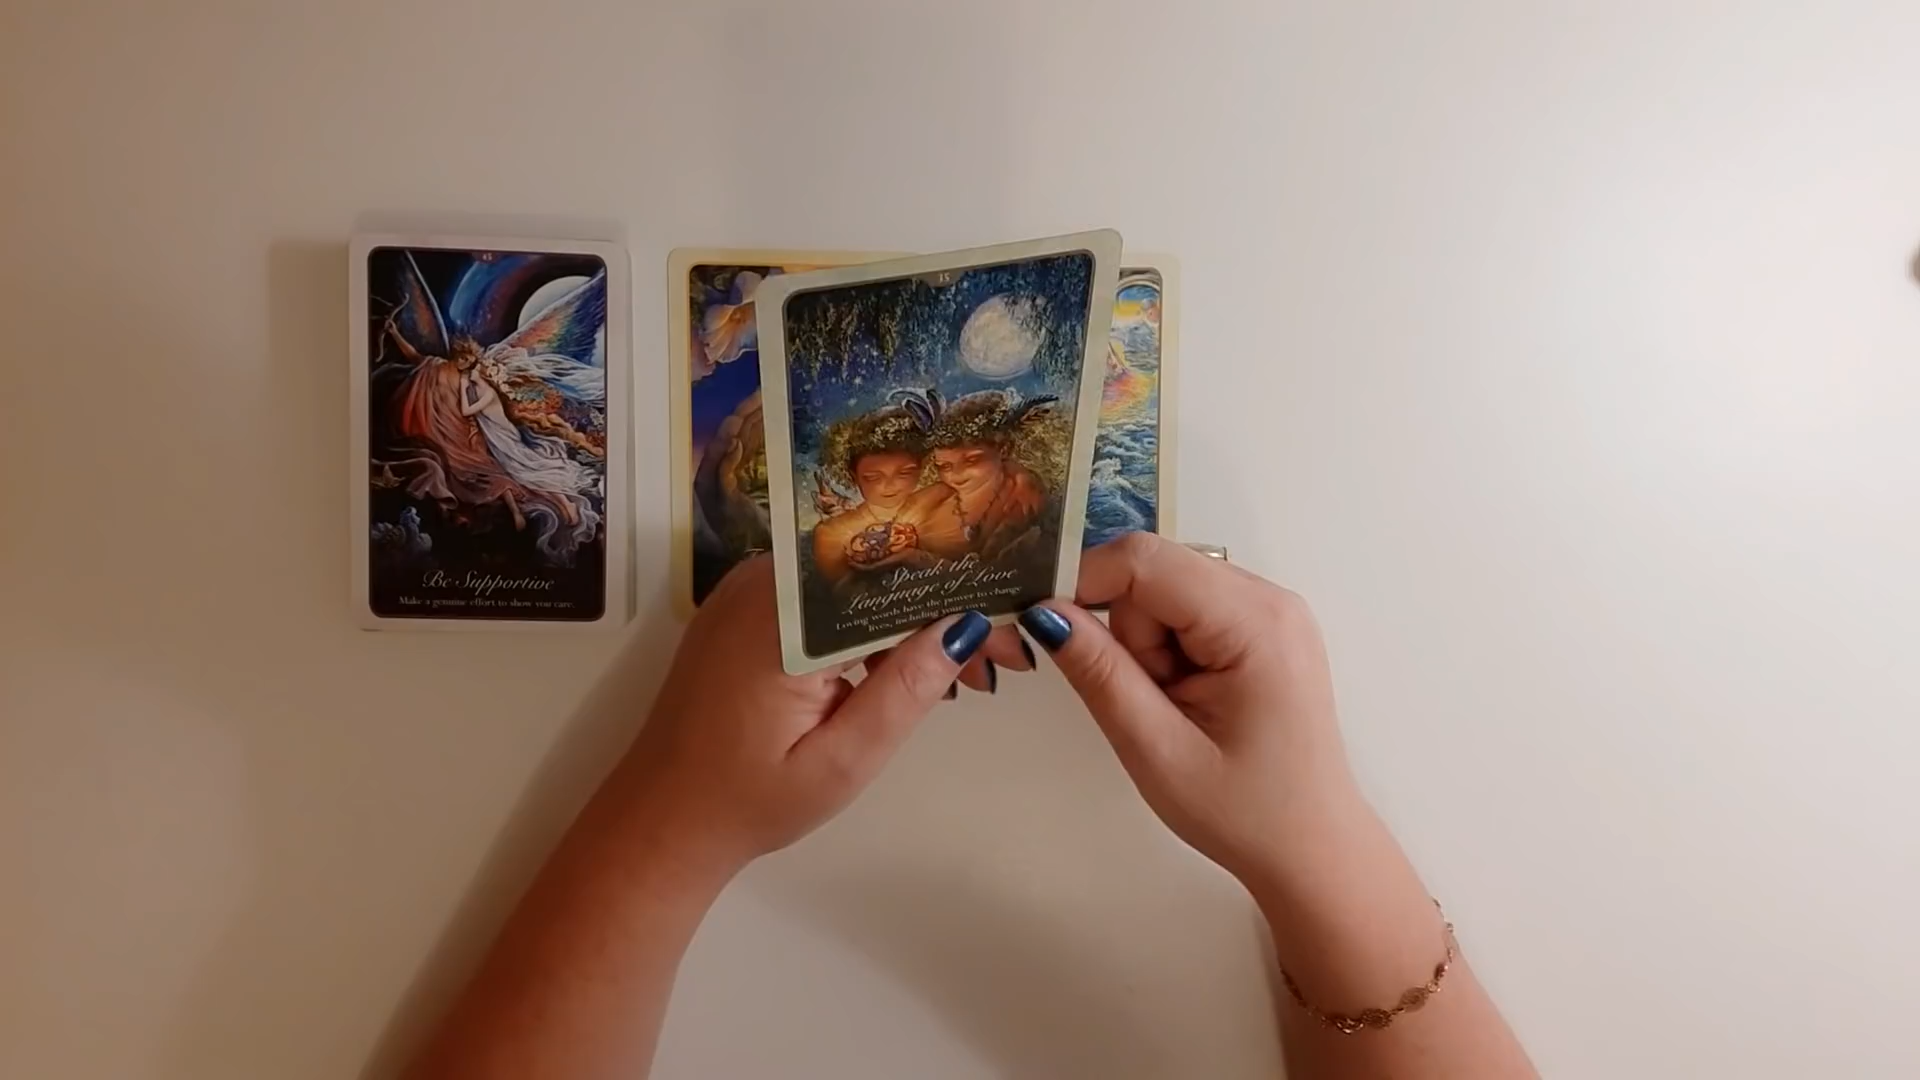 45
Be Supportive
Make a genuine effort to show you care.
15
Speak the
Language of Love
Loving words have the power to change
lives, including your own.